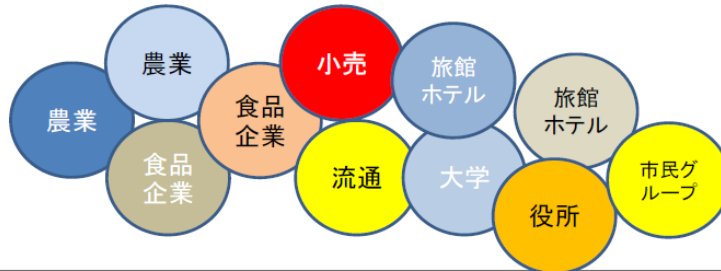 農業
農業
食品
企業
食品
企業
小売
流通
旅館
ホテル
大学
旅館
ホテル
役所
市民グ
ループ